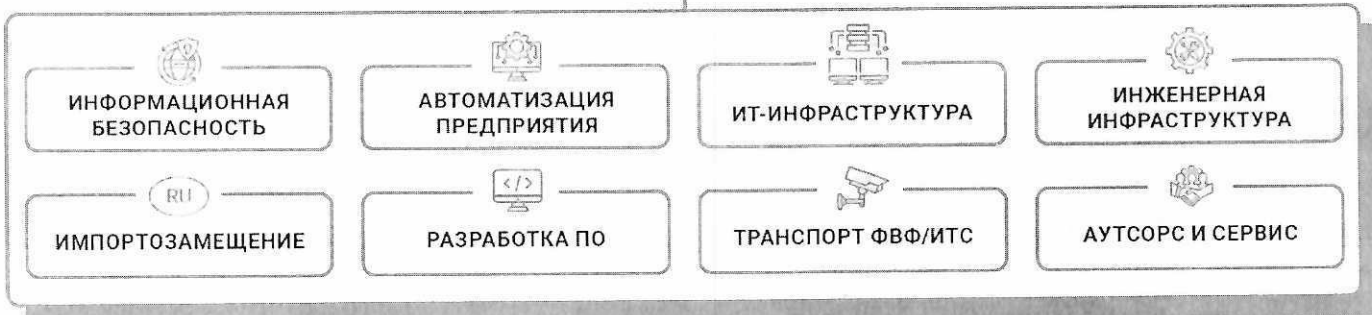 ИНФОРМАЦИОННАЯ
БЕЗОПАСНОСТЬ
АВТОМАТИЗАЦИЯ
ПРЕДПРИЯТИЯ
ИТ-ИНФРАСТРУКТУРА
ИНЖЕНЕРНАЯ
ИНФРАСТРУКТУРА
RU
ИМПОРТОЗАМЕЩЕНИЕ
</>
РАЗРАБОТКА ПО
ТРАНСПОРТ ФВФ/ИТС
АУТСОРС И СЕРВИС